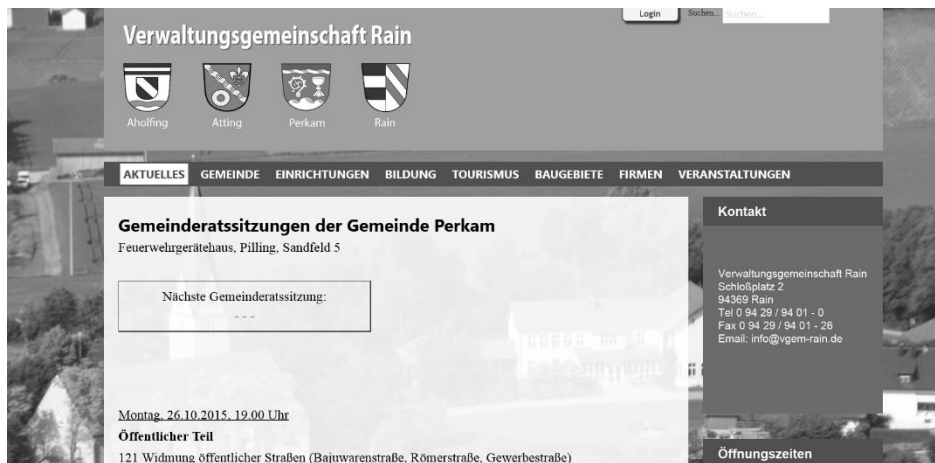 Login
Suchen... Suchen...
Verwaltungsgemeinschaft Rain
Aholfing Atting Perkam Rain
AKTUELLES GEMEINDE EINRICHTUNGEN BILDUNG TOURISMUS BAUGEBIETE FIRMEN VERANSTALTUNGEN
Gemeinderatssitzungen der Gemeinde Perkam
Feuerwehrgerätehaus, Pilling, Sandfeld 5
Nächste Gemeinderatssitzung:
- - -
Montag, 26.10.2015, 19.00 Uhr
Öffentlicher Teil
121 Widmung öffentlicher Straßen (Bajuwarenstraße, Römerstraße, Gewerbestraße)
Kontakt
Verwaltungsgemeinschaft Rain
Schloßplatz 2
94369 Rain
Tel 0 94 29 / 94 01 - 0
Fax 0 94 29 / 94 01 - 26
Email: info@vgem-rain.de
Öffnungszeiten